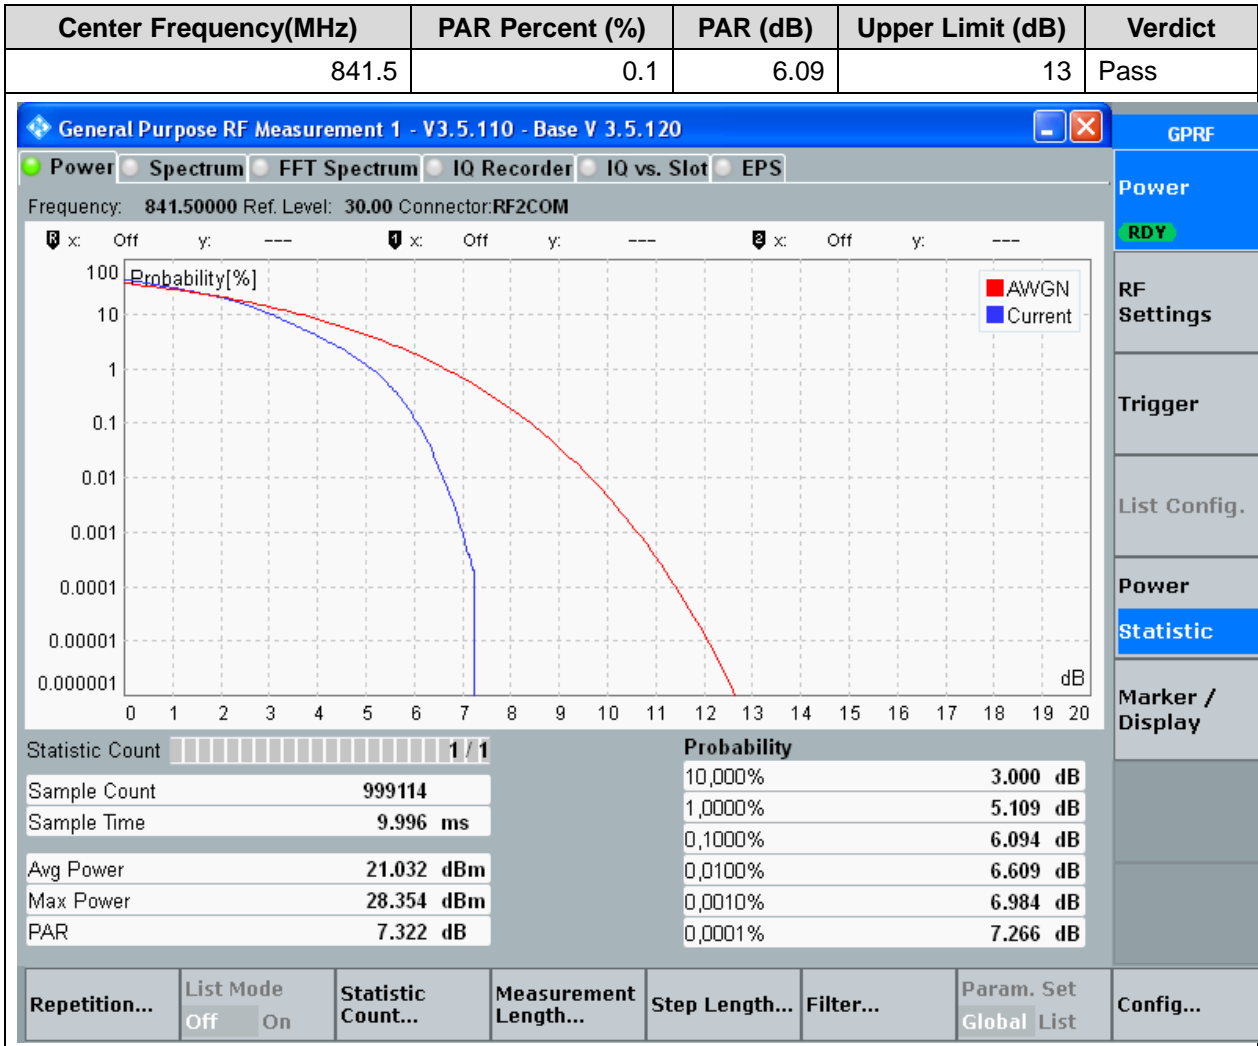 Center Frequency(MHz) PAR Percent (%) PAR (dB) Upper Limit (dB) Verdict
841.5 0.1 6.09 13 Pass
General Purpose RF Measurement 1 - V3.5.110 - Base V 3.5.120
GPRF
Power Spectrum FFT Spectrum IQ Recorder IQ vs. Slot EPS
Frequency: 841.50000 Ref. Level: 30.00 Connector:RF2COM
R x: Off y: --- 1 x: Off y: --- 2 x: Off y: ---
Probability[%]
AWGN
Current
100
10
1
0.1
0.01
0.001
0.0001
0.00001
0.000001
dB
0 1 2 3 4 5 6 7 8 9 10 11 12 13 14 15 16 17 18 19 20
Statistic Count 1 / 1
Sample Count 999114
Sample Time 9.996 ms
Avg Power 21.032 dBm
Max Power 28.354 dBm
PAR 7.322 dB
Probability
10,000% 3.000 dB
1,0000% 5.109 dB
0,1000% 6.094 dB
0,0100% 6.609 dB
0,0010% 6.984 dB
0,0001% 7.266 dB
Power
RDY
RF
Settings
Trigger
List Config.
Power
Statistic
Marker /
Display
Repetition...
List Mode
Off On
Statistic
Count...
Measurement
Length...
Step Length...
Filter...
Param. Set
Global List
Config...